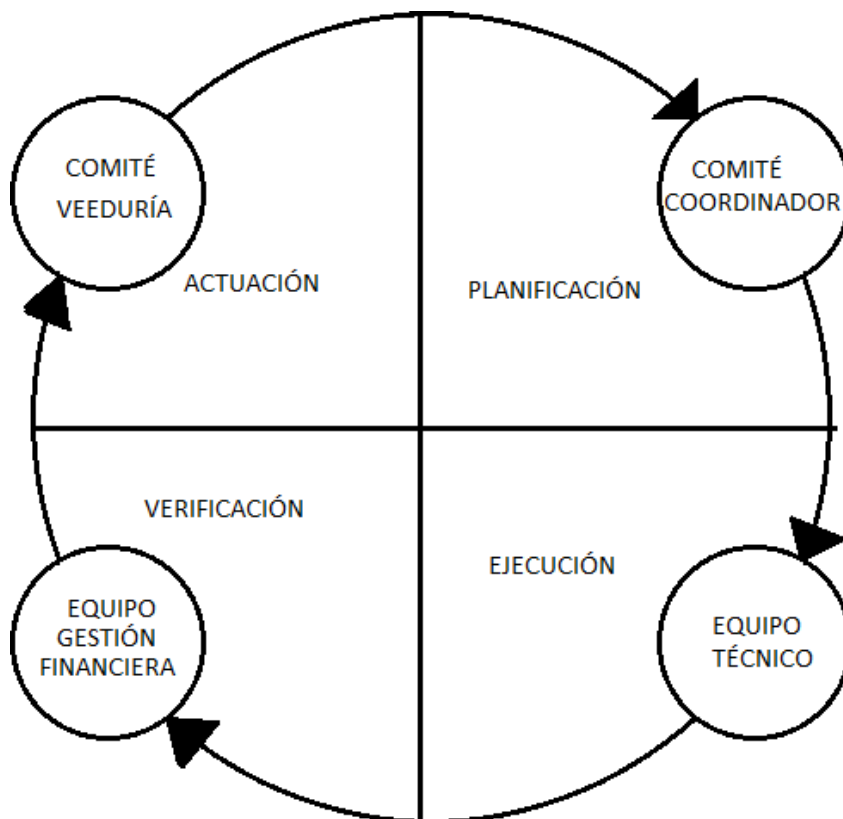 COMITÉ
VEEDURÍA
COMITÉ
COORDINADOR
ACTUACIÓN
PLANIFICACIÓN
VERIFICACIÓN
EJECUCIÓN
EQUIPO
GESTIÓN
FINANCIERA
EQUIPO
TÉCNICO